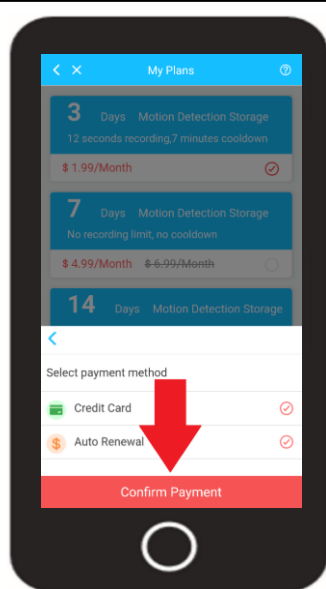 My Plans
3 Days Motion Detection Storage
12 seconds recording,7 minutes cooldown
$ 1.99/Month
7 Days Motion Detection Storage
No recording limit, no cooldown
$ 4.99/Month $ 6.99/Month
14 Days Motion Detection Storage
Select payment method
Credit Card
$ Auto Renewal
Confirm Payment